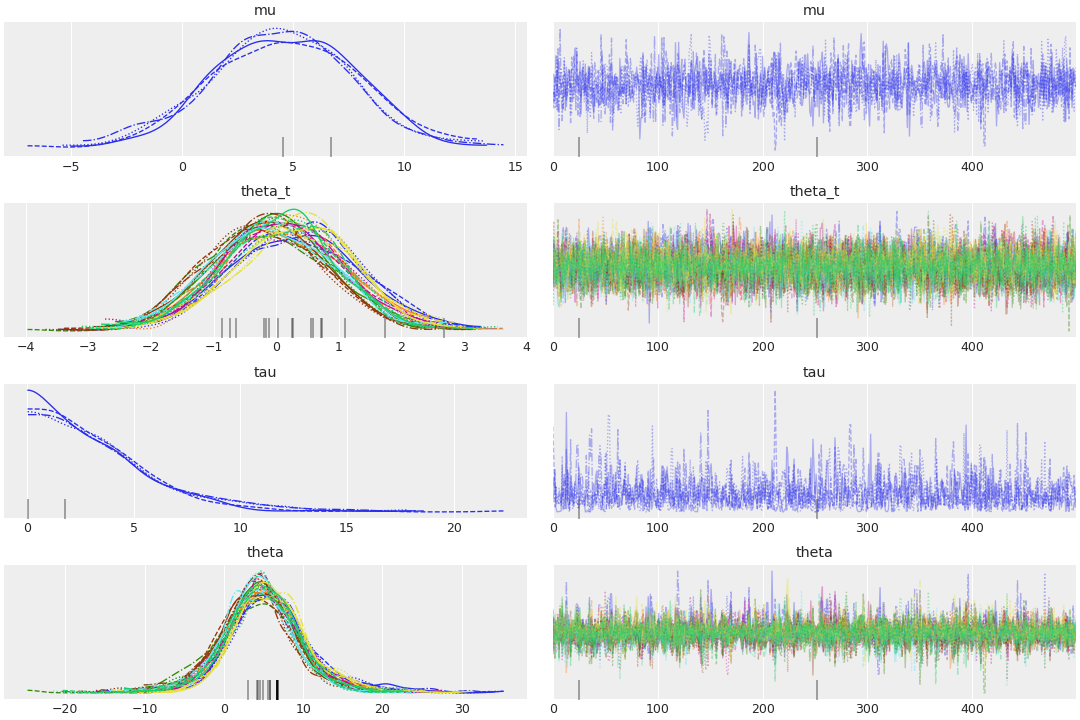 mu mu
−5 0 5 10 15 0 100 200 300 400
theta_t theta_t
−4 −3 −2 −1 0 1 2 3 4 0 100 200 300 400
tau tau
0 5 10 15 20 0 100 200 300 400
theta theta
−20 −10 0 10 20 30 0 100 200 300 400